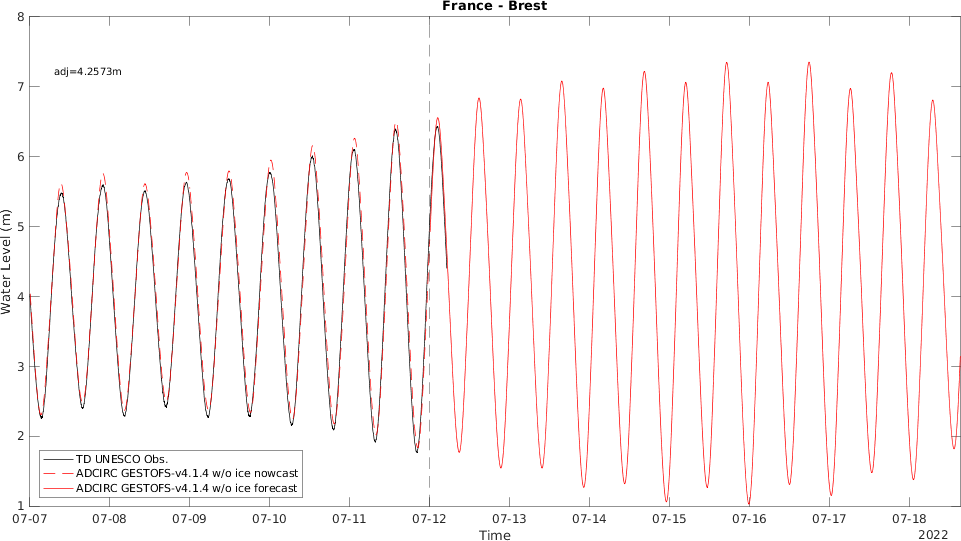 France - Brest
adj=4.2573m
8
7
6
5
4
3
2
1
Water Level (m)
TD UNESCO Obs.
ADCIRC GESTOFS-v4.1.4 w/o ice nowcast
ADCIRC GESTOFS-v4.1.4 w/o ice forecast
07-07 07-08 07-09 07-10 07-11 07-12 07-13 07-14 07-15 07-16 07-17 07-18
Time
2022